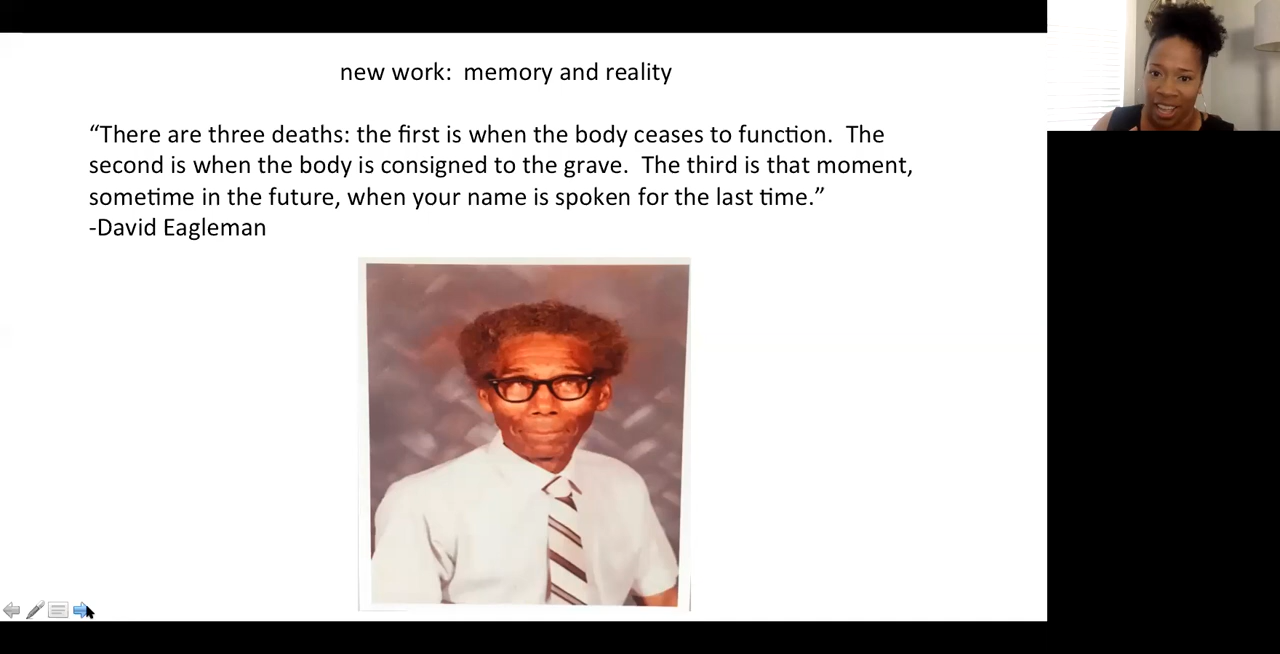 new work:  memory and reality
“There are three deaths: the first is when the body ceases to function.  The
second is when the body is consigned to the grave.  The third is that moment,
sometime in the future, when your name is spoken for the last time.”
-David Eagleman